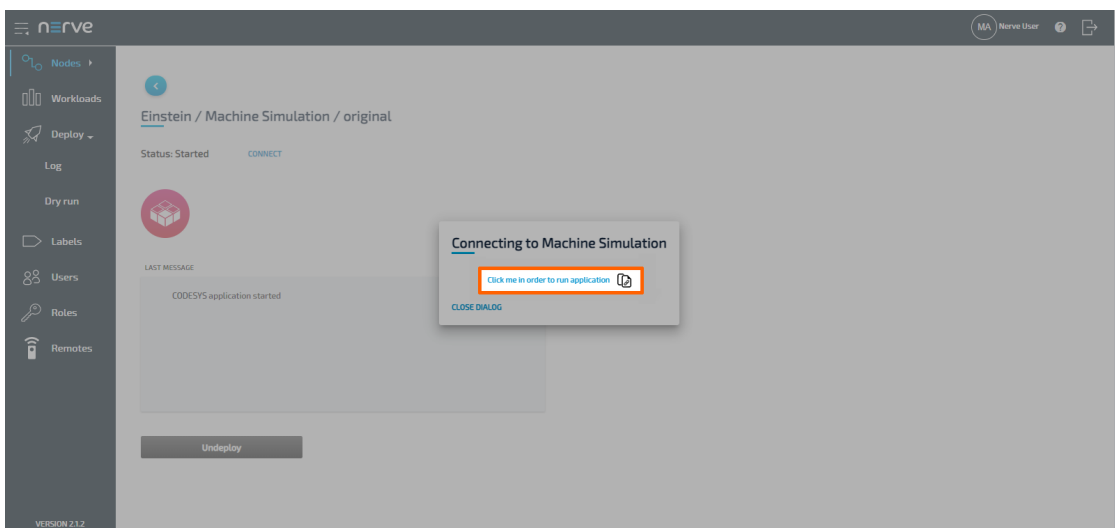 nerve
MA Nerve User
Nodes
Workloads
Deploy
Log
Dry run
Labels
Users
Roles
Remotes
VERSION 2.1.2
Einstein / Machine Simulation / original
Status: Started CONNECT
LAST MESSAGE
CODESYS application started
Undeploy
Connecting to Machine Simulation
Click me in order to run application
CLOSE DIALOG